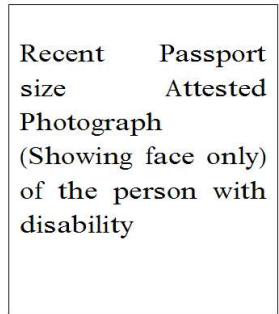 Recent Passport
size Attested
Photograph
(Showing face only)
of the person with
disability